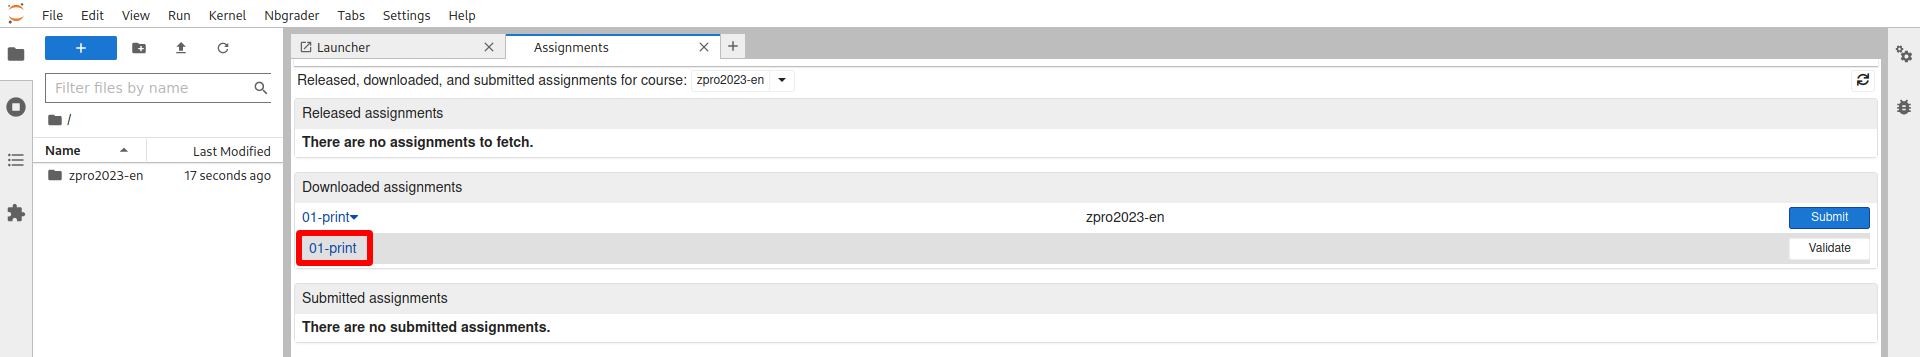 File Edit View Run Kernel Nbgrader Tabs Settings Help
Launcher Assignments
Filter files by name
/
Name Last Modified
zpro2023-en 17 seconds ago
Released, downloaded, and submitted assignments for course: zpro2023-en
Released assignments
There are no assignments to fetch.
Downloaded assignments
01-print zpro2023-en Submit
01-print Validate
Submitted assignments
There are no submitted assignments.